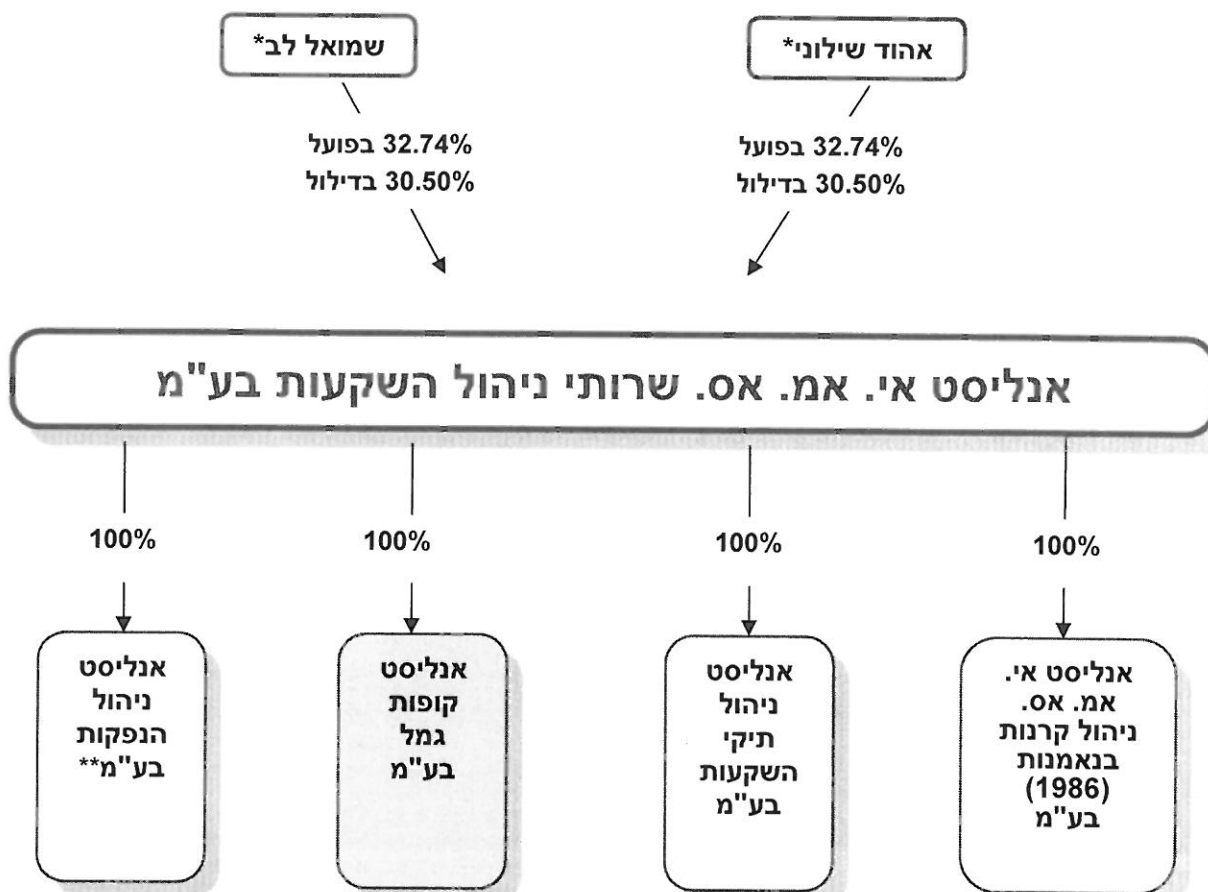 אהוד שילוני*
שמואל לב*
32.74% בפועל
30.50% בדילול
32.74% בפועל
30.50% בדילול
אנליסט אי. אמ. אס. שרותי ניהול השקעות בע"מ
100%
100%
100%
100%
אנליסט אי.
אמ. אס.
ניהול קרנות
בנאמנות
(1986)
בע"מ
אנליסט
ניהול
תיקי
השקעות
בע"מ
אנליסט
קופות
גמל
בע"מ
אנליסט
ניהול
הנפקות
בע"מ**